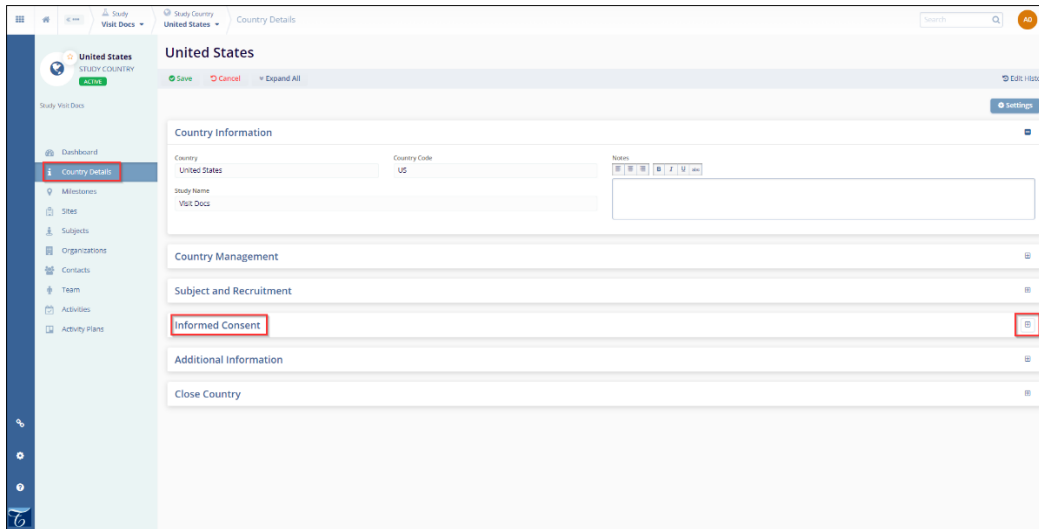 Study
Visit Docs
Study Country
United States
Country Details
Search
AO
United States
STUDY COUNTRY
ACTIVE
Study Visit Docs
Dashboard
Country Details
Milestones
Sites
Subjects
Organizations
Contacts
Team
Activities
Activity Plans
United States
Save Cancel Expand All
Edit Histo
Settings
Country Information
Country Country Code Notes
United States US
B I U abc
Study Name
Visit Docs
Country Management
Subject and Recruitment
Informed Consent
Additional Information
Close Country